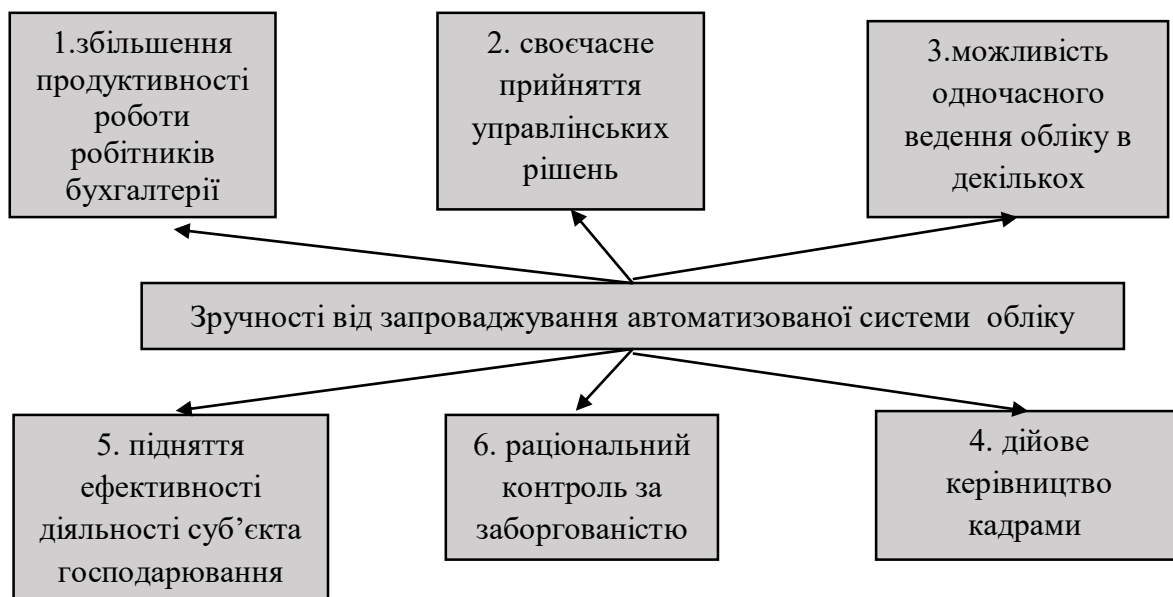 1.збільшення
продуктивності
роботи
робітників
бухгалтерії
2. своєчасне
прийняття
управлінських
рішень
3.можливість
одночасного
ведення обліку в
декількох
Зручності від запроваджування автоматизованої системи обліку
5. підняття
ефективності
діяльності суб’єкта
господарювання
6. раціональний
контроль за
заборгованістю
4. дійове
керівництво
кадрами